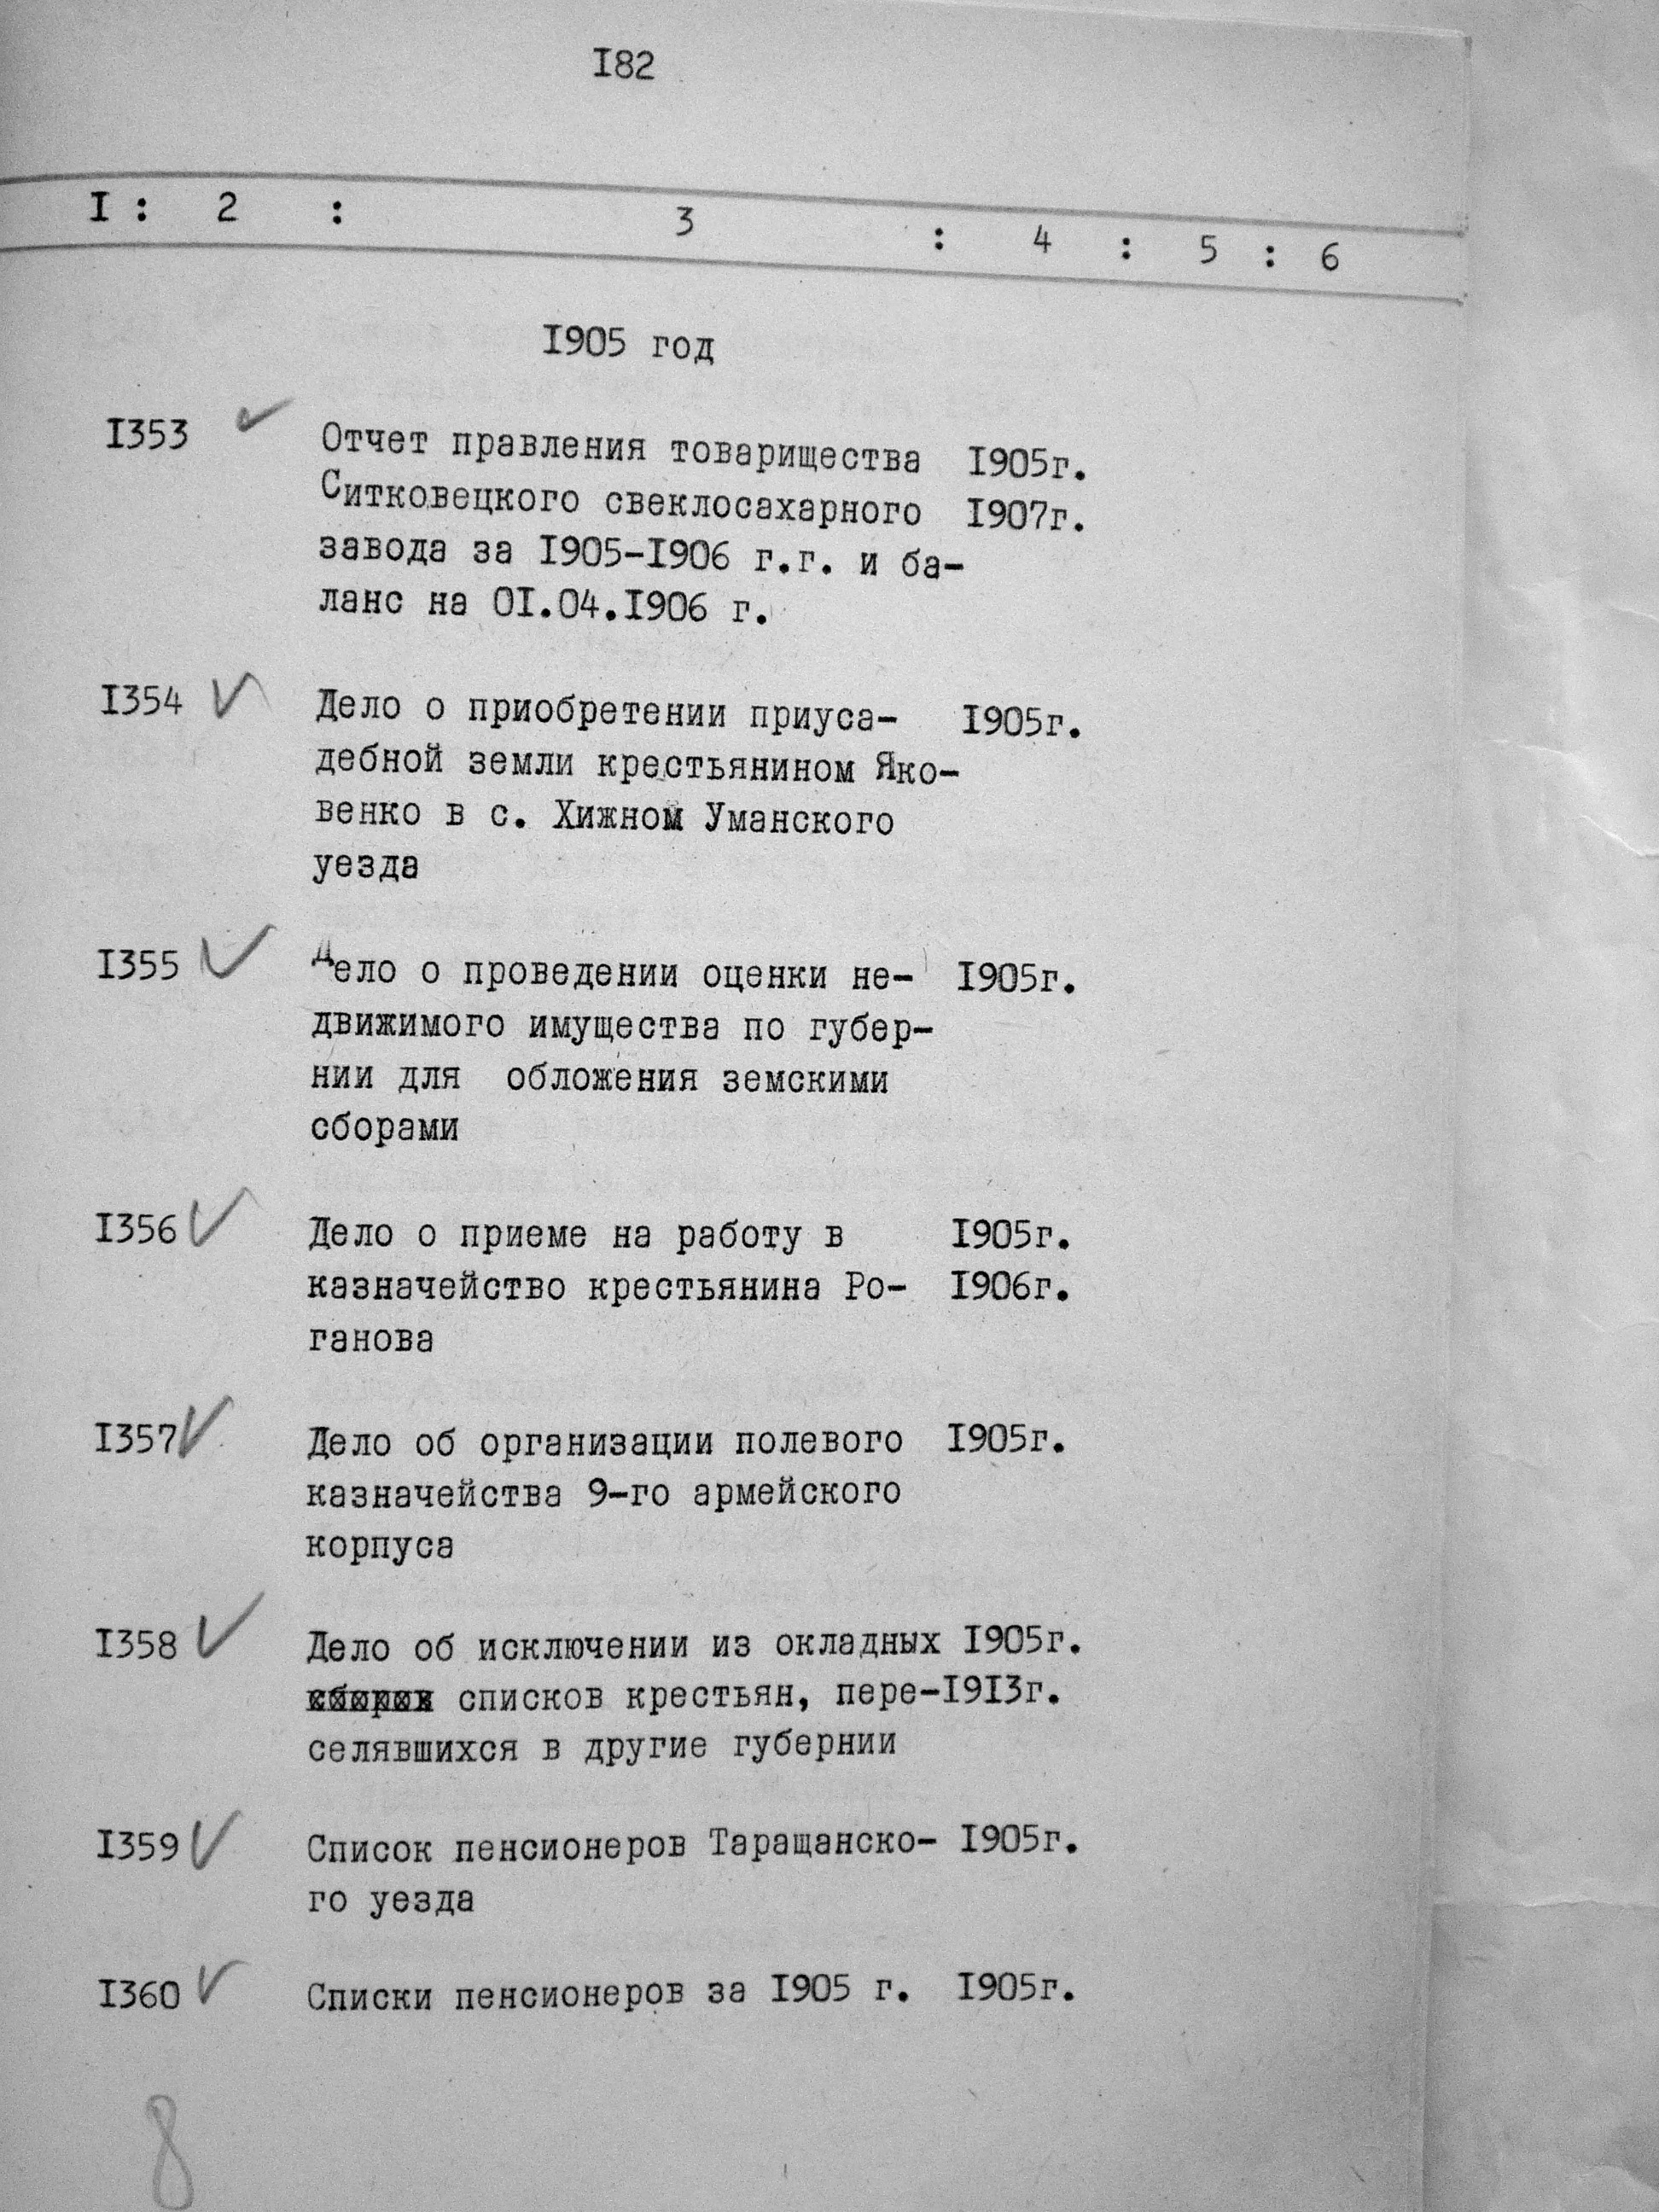 I82
I : 2 : 3 : 4 : 5 : 6
I905 год
I353 Отчет правления товарищества I905г.
Ситковецкого свеклосахарного I907г.
завода за I905-I906 г.г. и ба-
ланс на 0I.04.I906 г.
I354 Дело о приобретении приуса- I905г.
дебной земли крестьянином Яко-
венко в с. Хижном Уманского
уезда
I355 Дело о проведении оценки не- I905г.
движимого имущества по губер-
нии для обложения земскими
сборами
I356 Дело о приеме на работу в I905г.
казначейство крестьянина Ро- I906г.
ганова
I357 Дело об организации полевого I905г.
казначейства 9-го армейского
корпуса
I358 Дело об исключении из окладных I905г.
списков крестьян, пере-I9I3г.
селявшихся в другие губернии
I359 Список пенсионеров Таращанско- I905г.
го уезда
I360 Списки пенсионеров за I905 г. I905г.
8